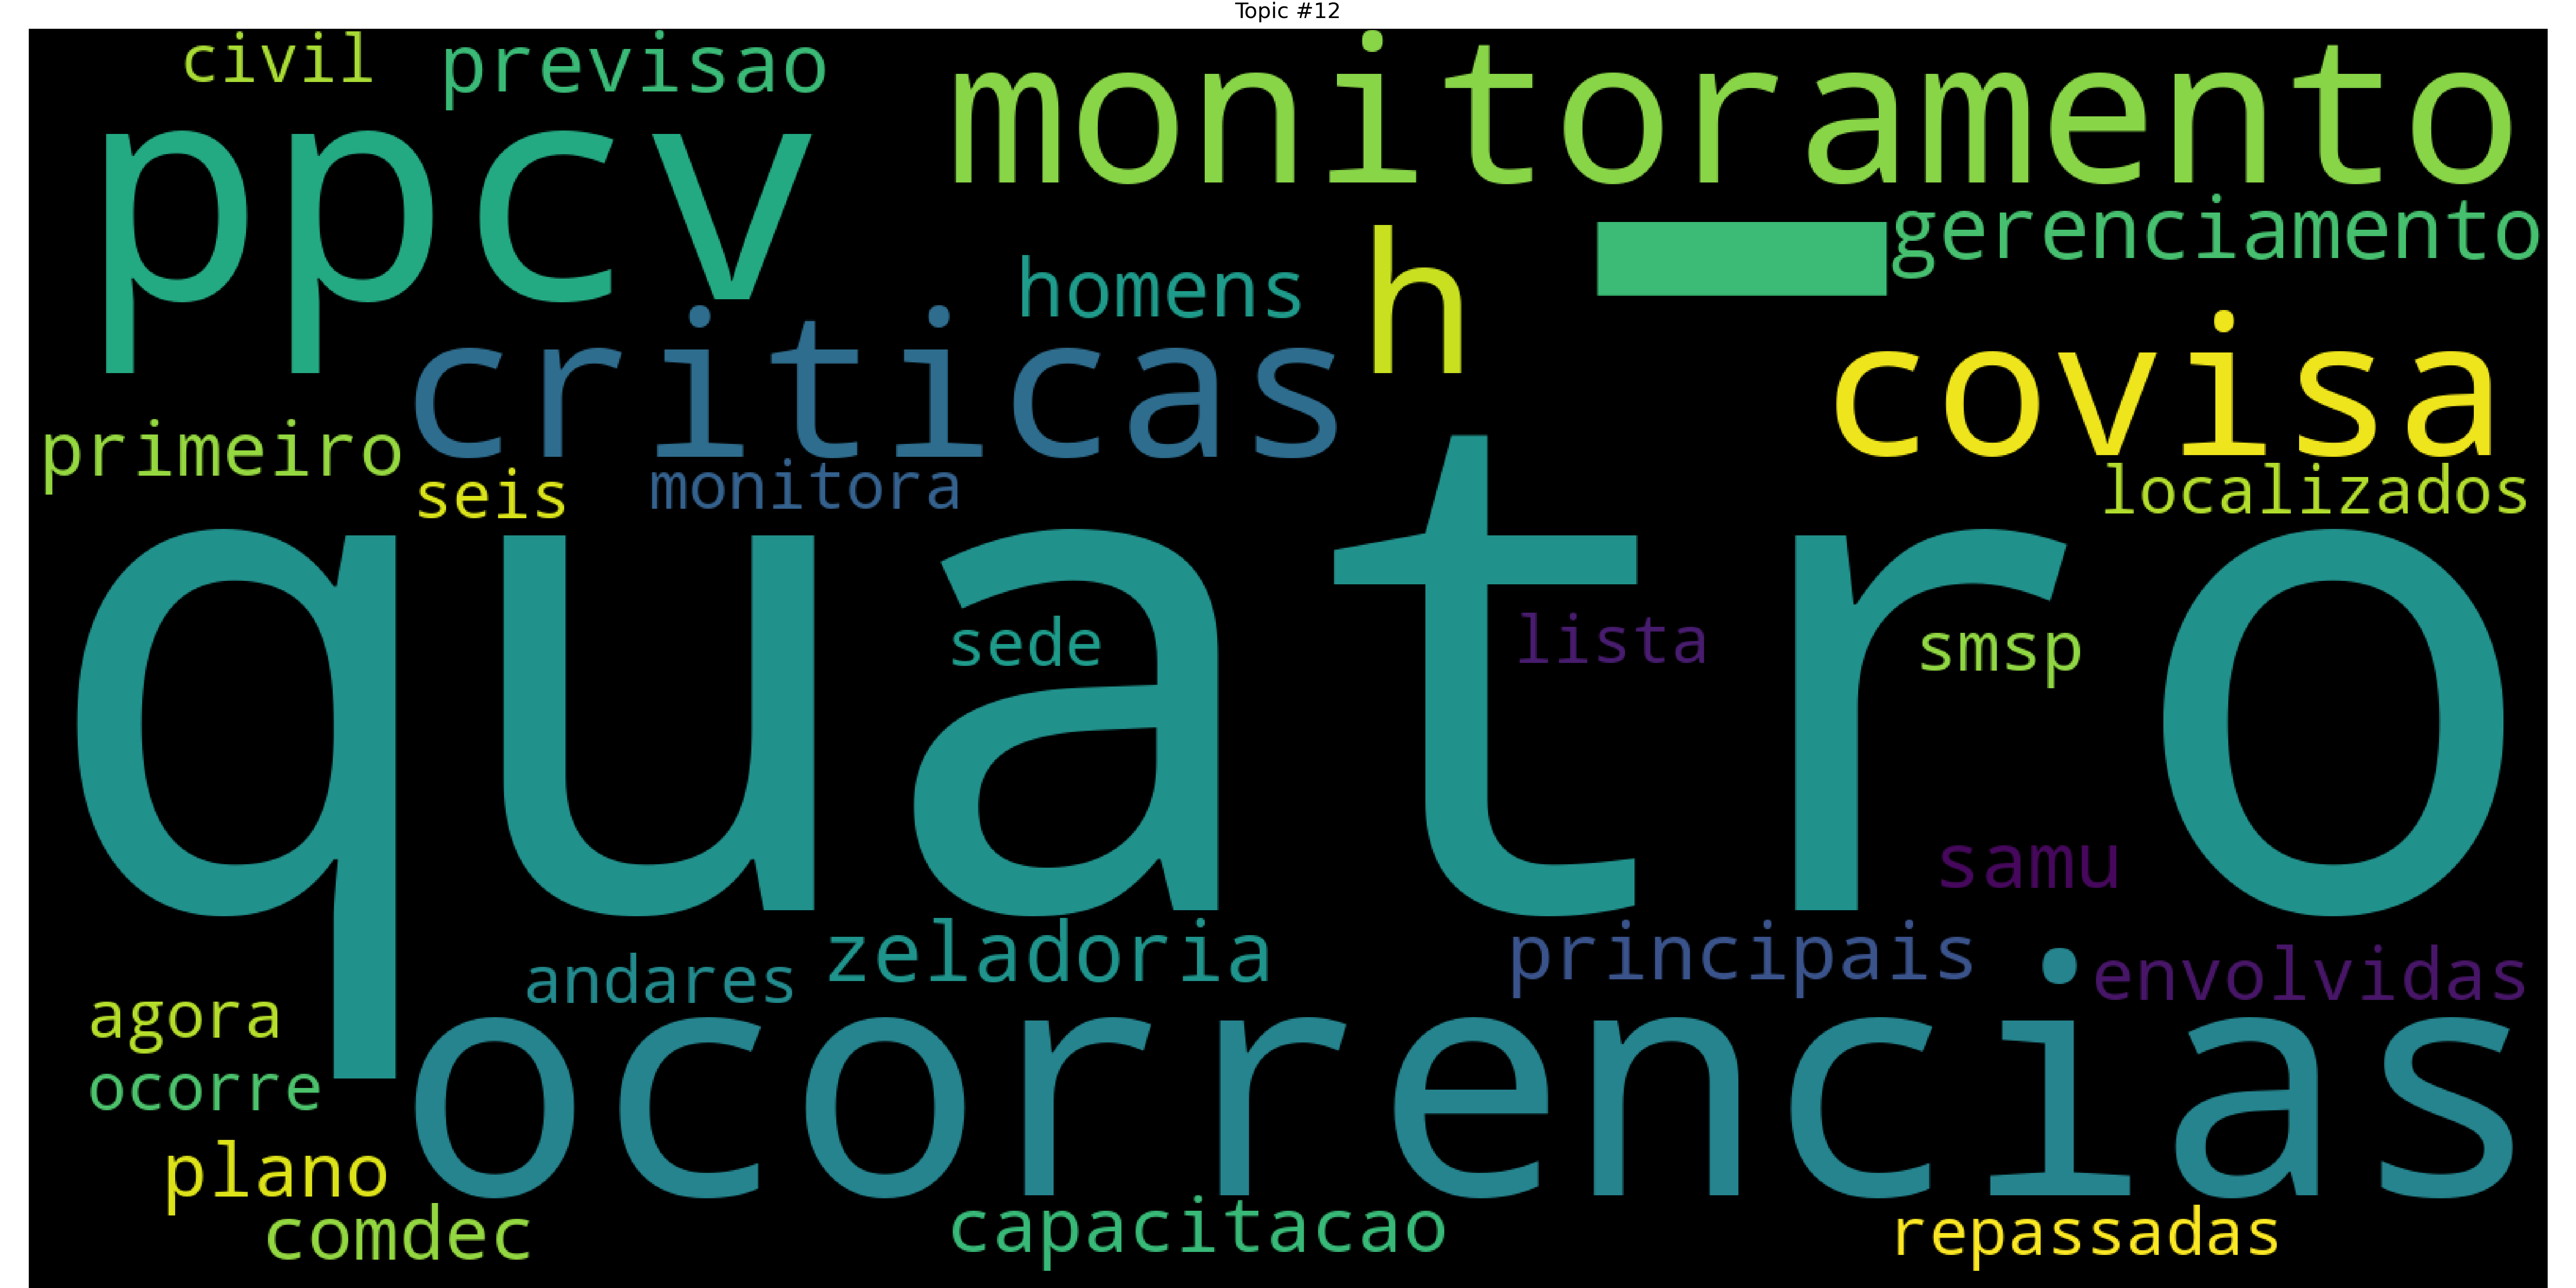 Topic #12
civil
previsao
monitoramento
ppcv
gerenciamento
homens
h
criticas
covisa
primeiro
seis
monitora
localizados
quatro
sede
lista
smsp
samu
zeladoria
principais
andares
envolvidas
agora
ocorrencias
ocorre
plano
comdec
capacitacao
repassadas